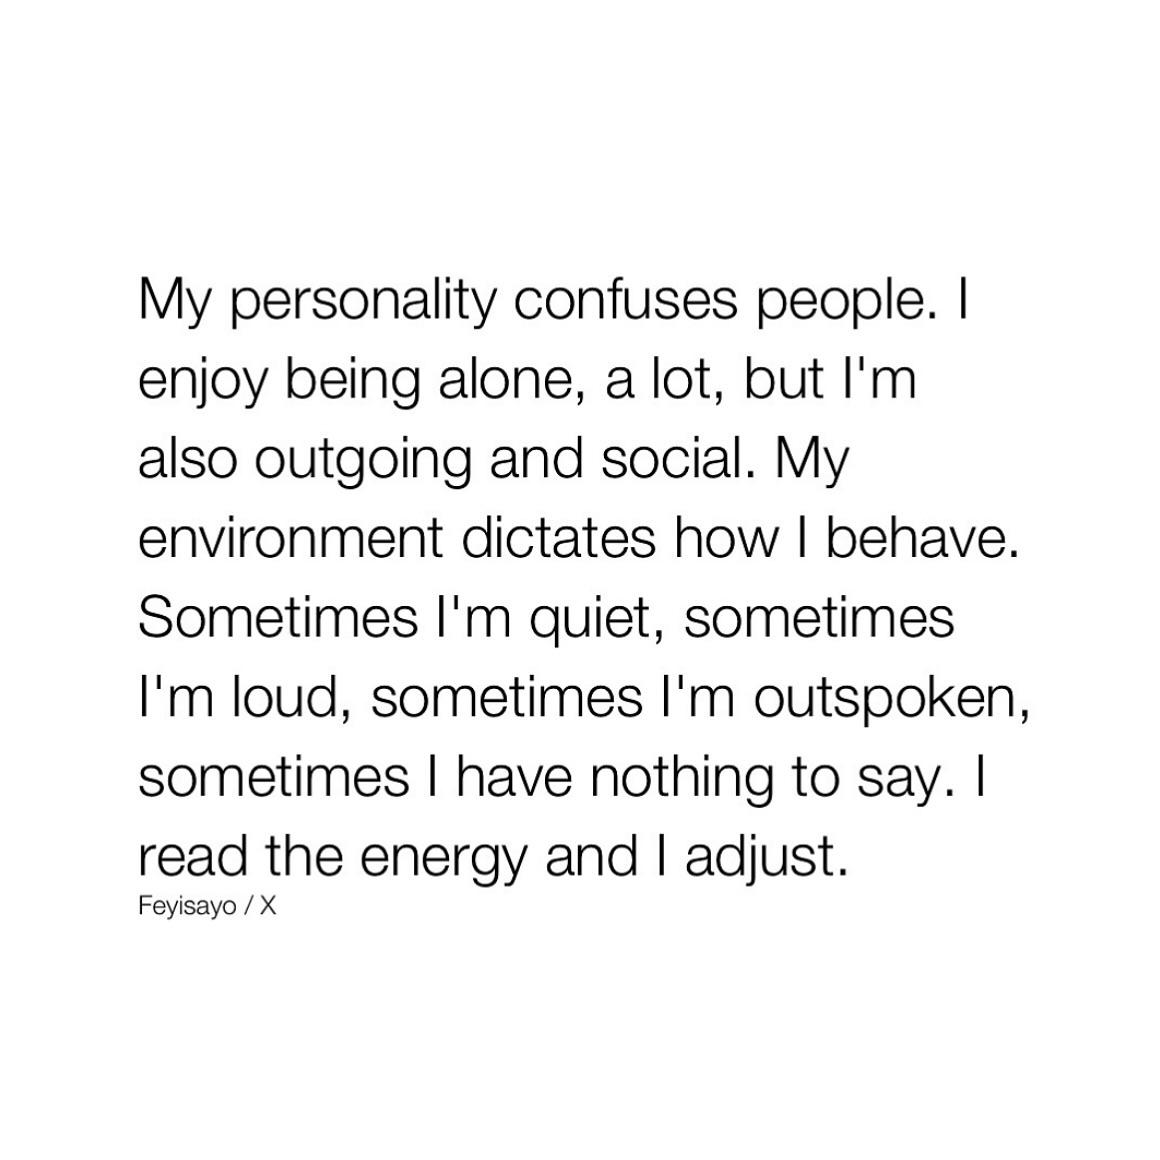 My personality confuses people. I
enjoy being alone, a lot, but I'm
also outgoing and social. My
environment dictates how I behave.
Sometimes I'm quiet, sometimes
I'm loud, sometimes I'm outspoken,
sometimes I have nothing to say. I
read the energy and I adjust.
Feyisayo / X